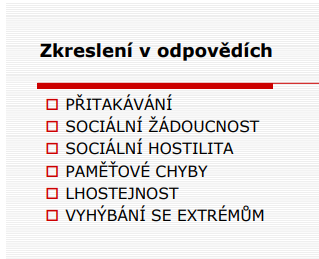 Zkreslení v odpovědích
PŘITAKÁVÁNÍ
SOCIÁLNÍ ŽÁDOUCNOST
SOCIÁLNÍ HOSTILITA
PAMĚŤOVÉ CHYBY
LHOSTEJNOST
VYHÝBÁNÍ SE EXTRÉMŮM